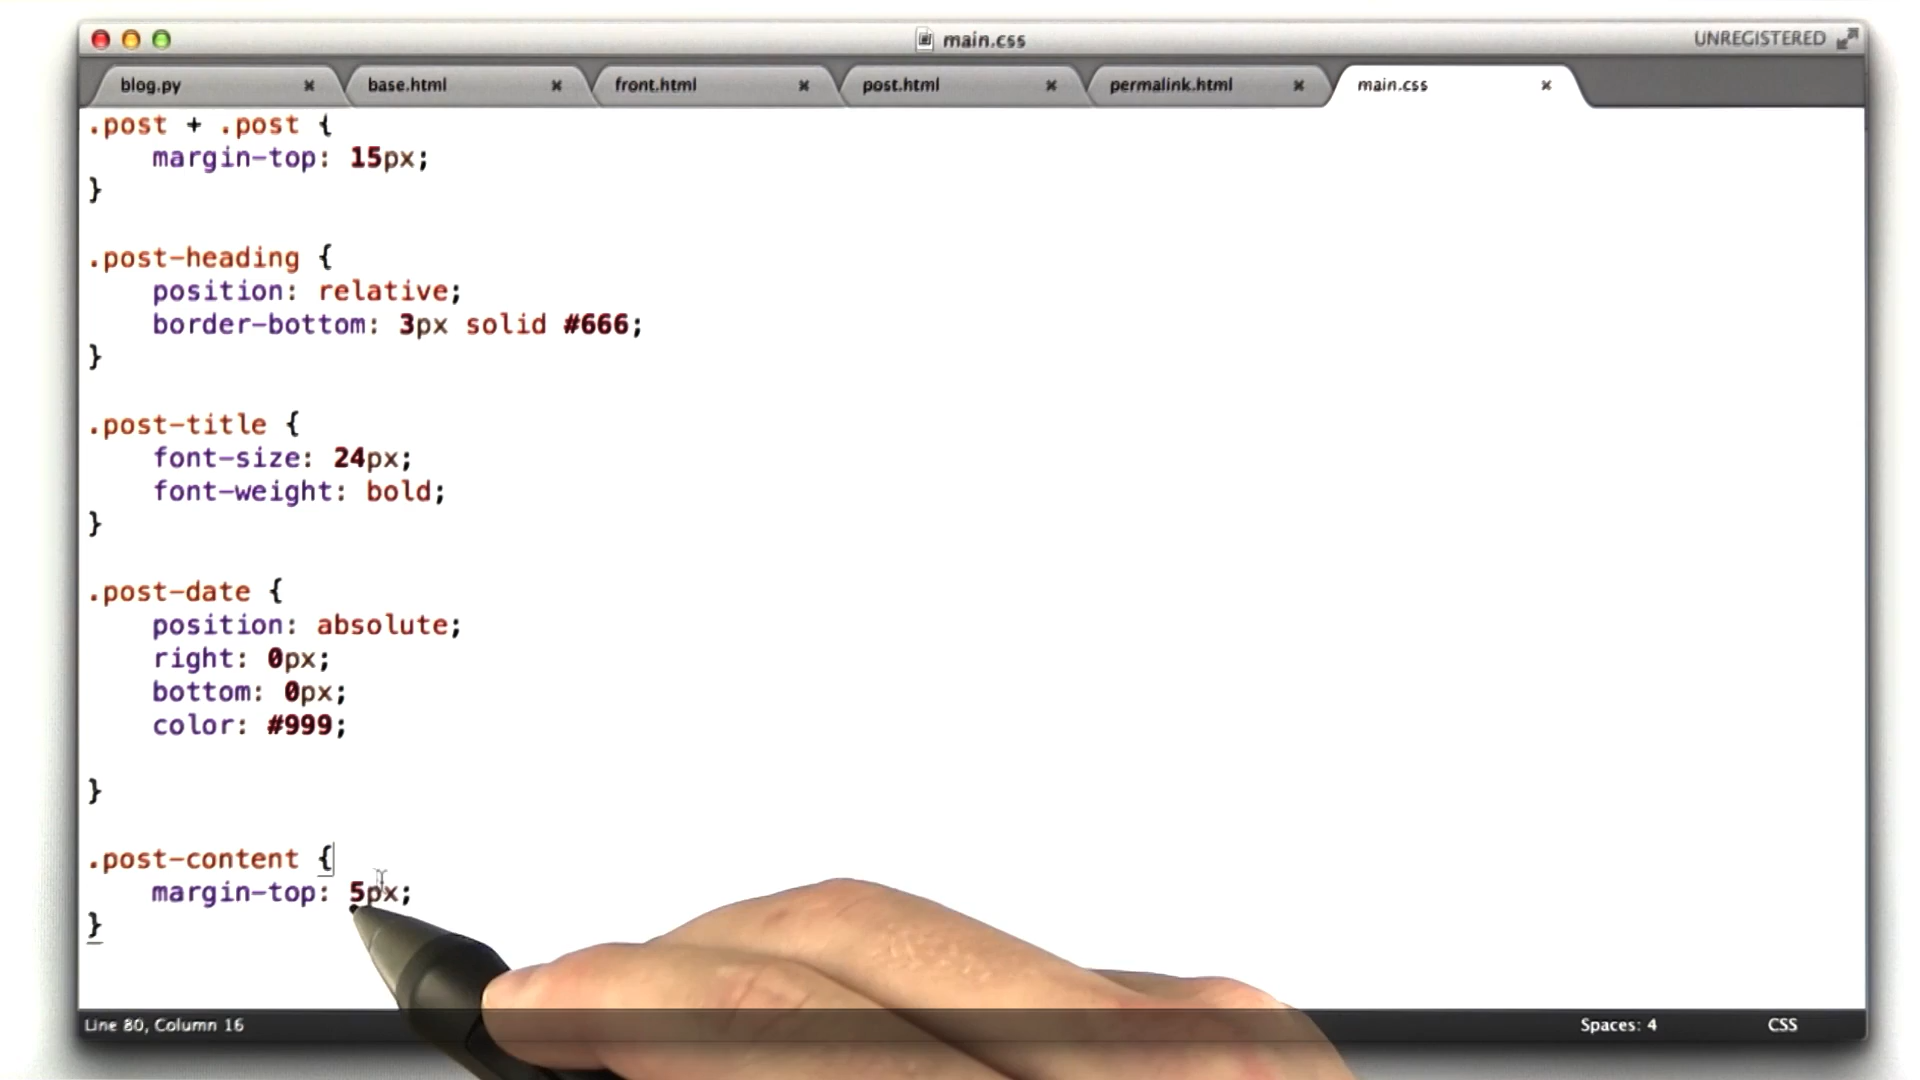 main.css
UNREGISTERED
blog.py
base.html
front.html
post.html
permalink.html
main.css
.post + .post {
margin-top: 15px;
}
.post-heading {
position: relative;
border-bottom: 3px solid #666;
}
.post-title {
font-size: 24px;
font-weight: bold;
}
.post-date {
position: absolute;
right: 0px;
bottom: 0px;
color: #999;
}
.post-content {
margin-top: 5px;
}
Line 80, Column 16
Spaces: 4
CSS